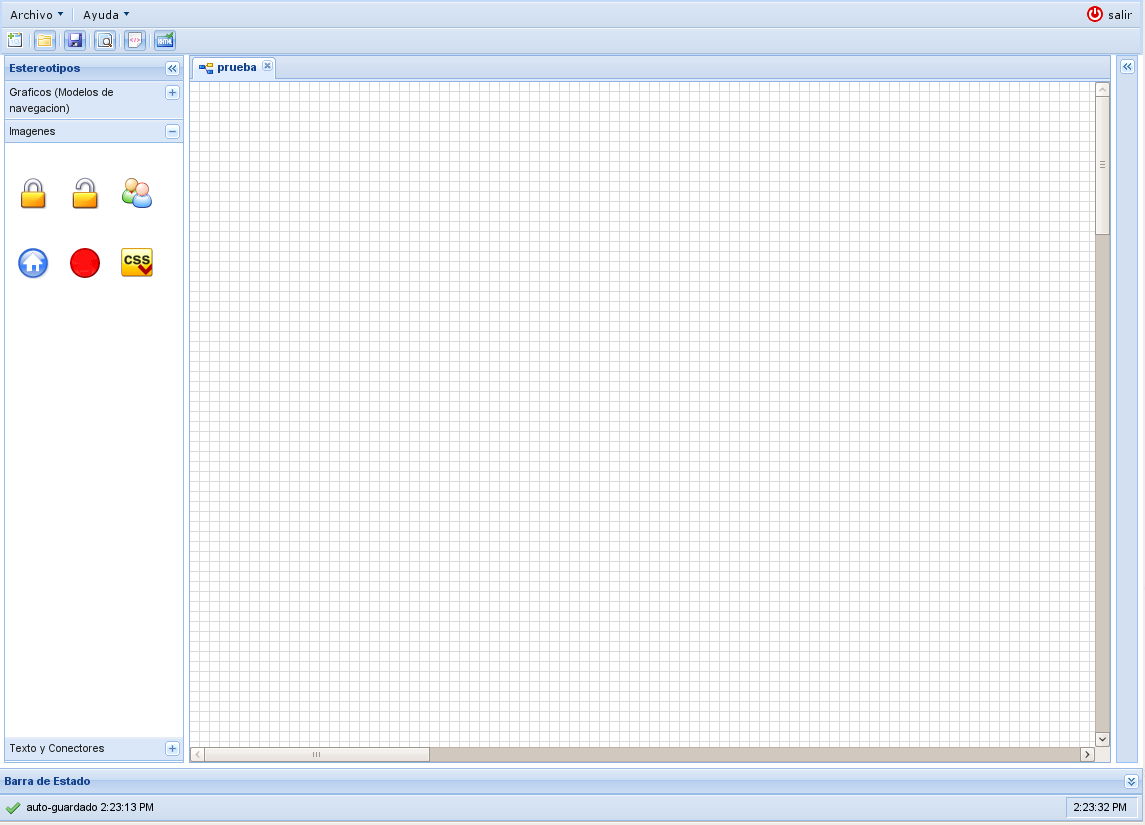 Archivo Ayuda salir
Estereotipos
prueba
Graficos (Modelos de
navegacion)
Imagenes
CSS
Texto y Conectores
Barra de Estado
auto-guardado 2:23:13 PM
2:23:32 PM